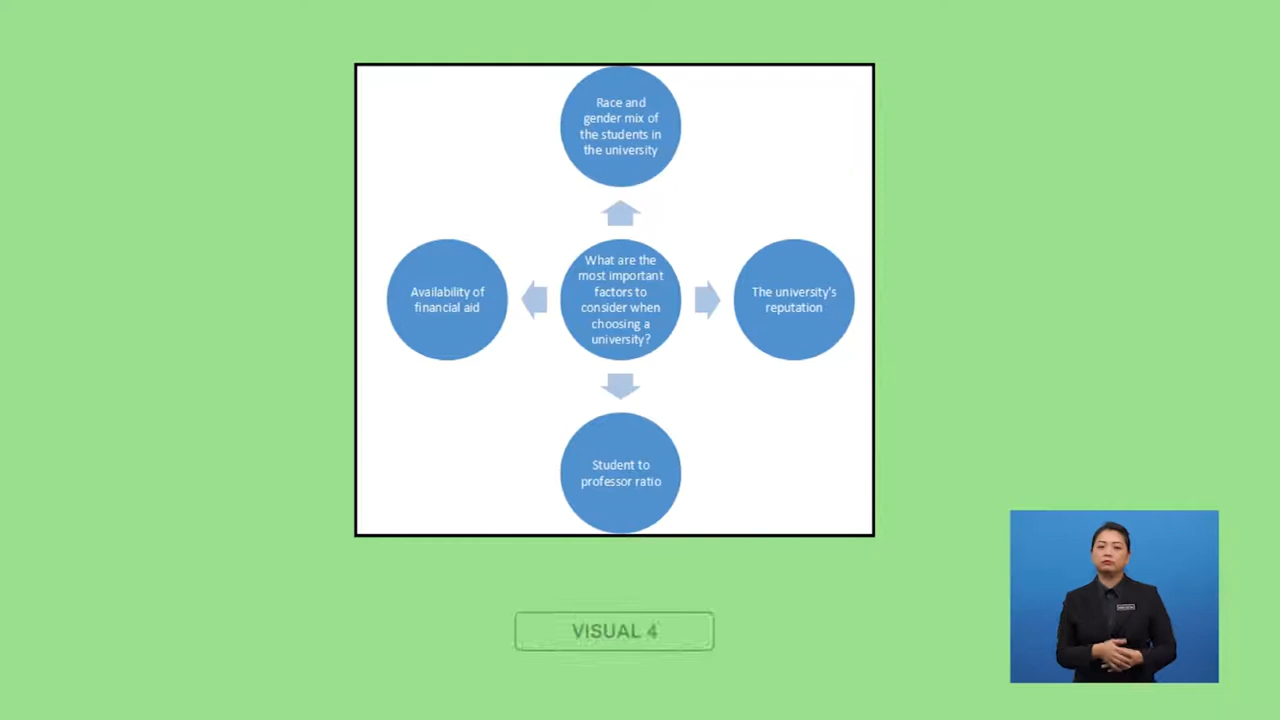 Race and
gender mix of
the students in
the university
Availability of
financial aid
What are the
most important
factors to
consider when
choosing a
university?
The university's
reputation
Student to
professor ratio
VISUAL 4